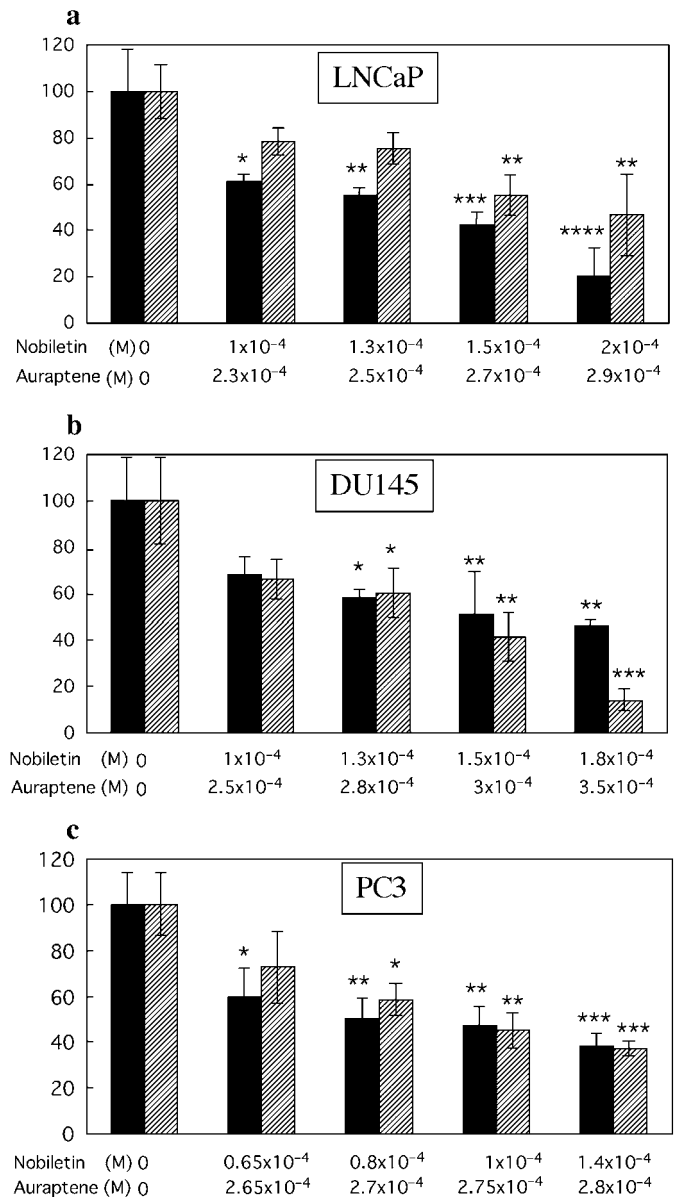 a
LNCaP
120
100
80
60
40
20
0
* ** *** ** **** **
Nobiletin (M) 0 1x10⁻⁴ 1.3x10⁻⁴ 1.5x10⁻⁴ 2x10⁻⁴
Auraptene (M) 0 2.3x10⁻⁴ 2.5x10⁻⁴ 2.7x10⁻⁴ 2.9x10⁻⁴
b
DU145
120
100
80
60
40
20
0
* * ** ** ** ***
Nobiletin (M) 0 1x10⁻⁴ 1.3x10⁻⁴ 1.5x10⁻⁴ 1.8x10⁻⁴
Auraptene (M) 0 2.5x10⁻⁴ 2.8x10⁻⁴ 3x10⁻⁴ 3.5x10⁻⁴
c
PC3
120
100
80
60
40
20
0
* ** * ** ** *** ***
Nobiletin (M) 0 0.65x10⁻⁴ 0.8x10⁻⁴ 1x10⁻⁴ 1.4x10⁻⁴
Auraptene (M) 0 2.65x10⁻⁴ 2.7x10⁻⁴ 2.75x10⁻⁴ 2.8x10⁻⁴